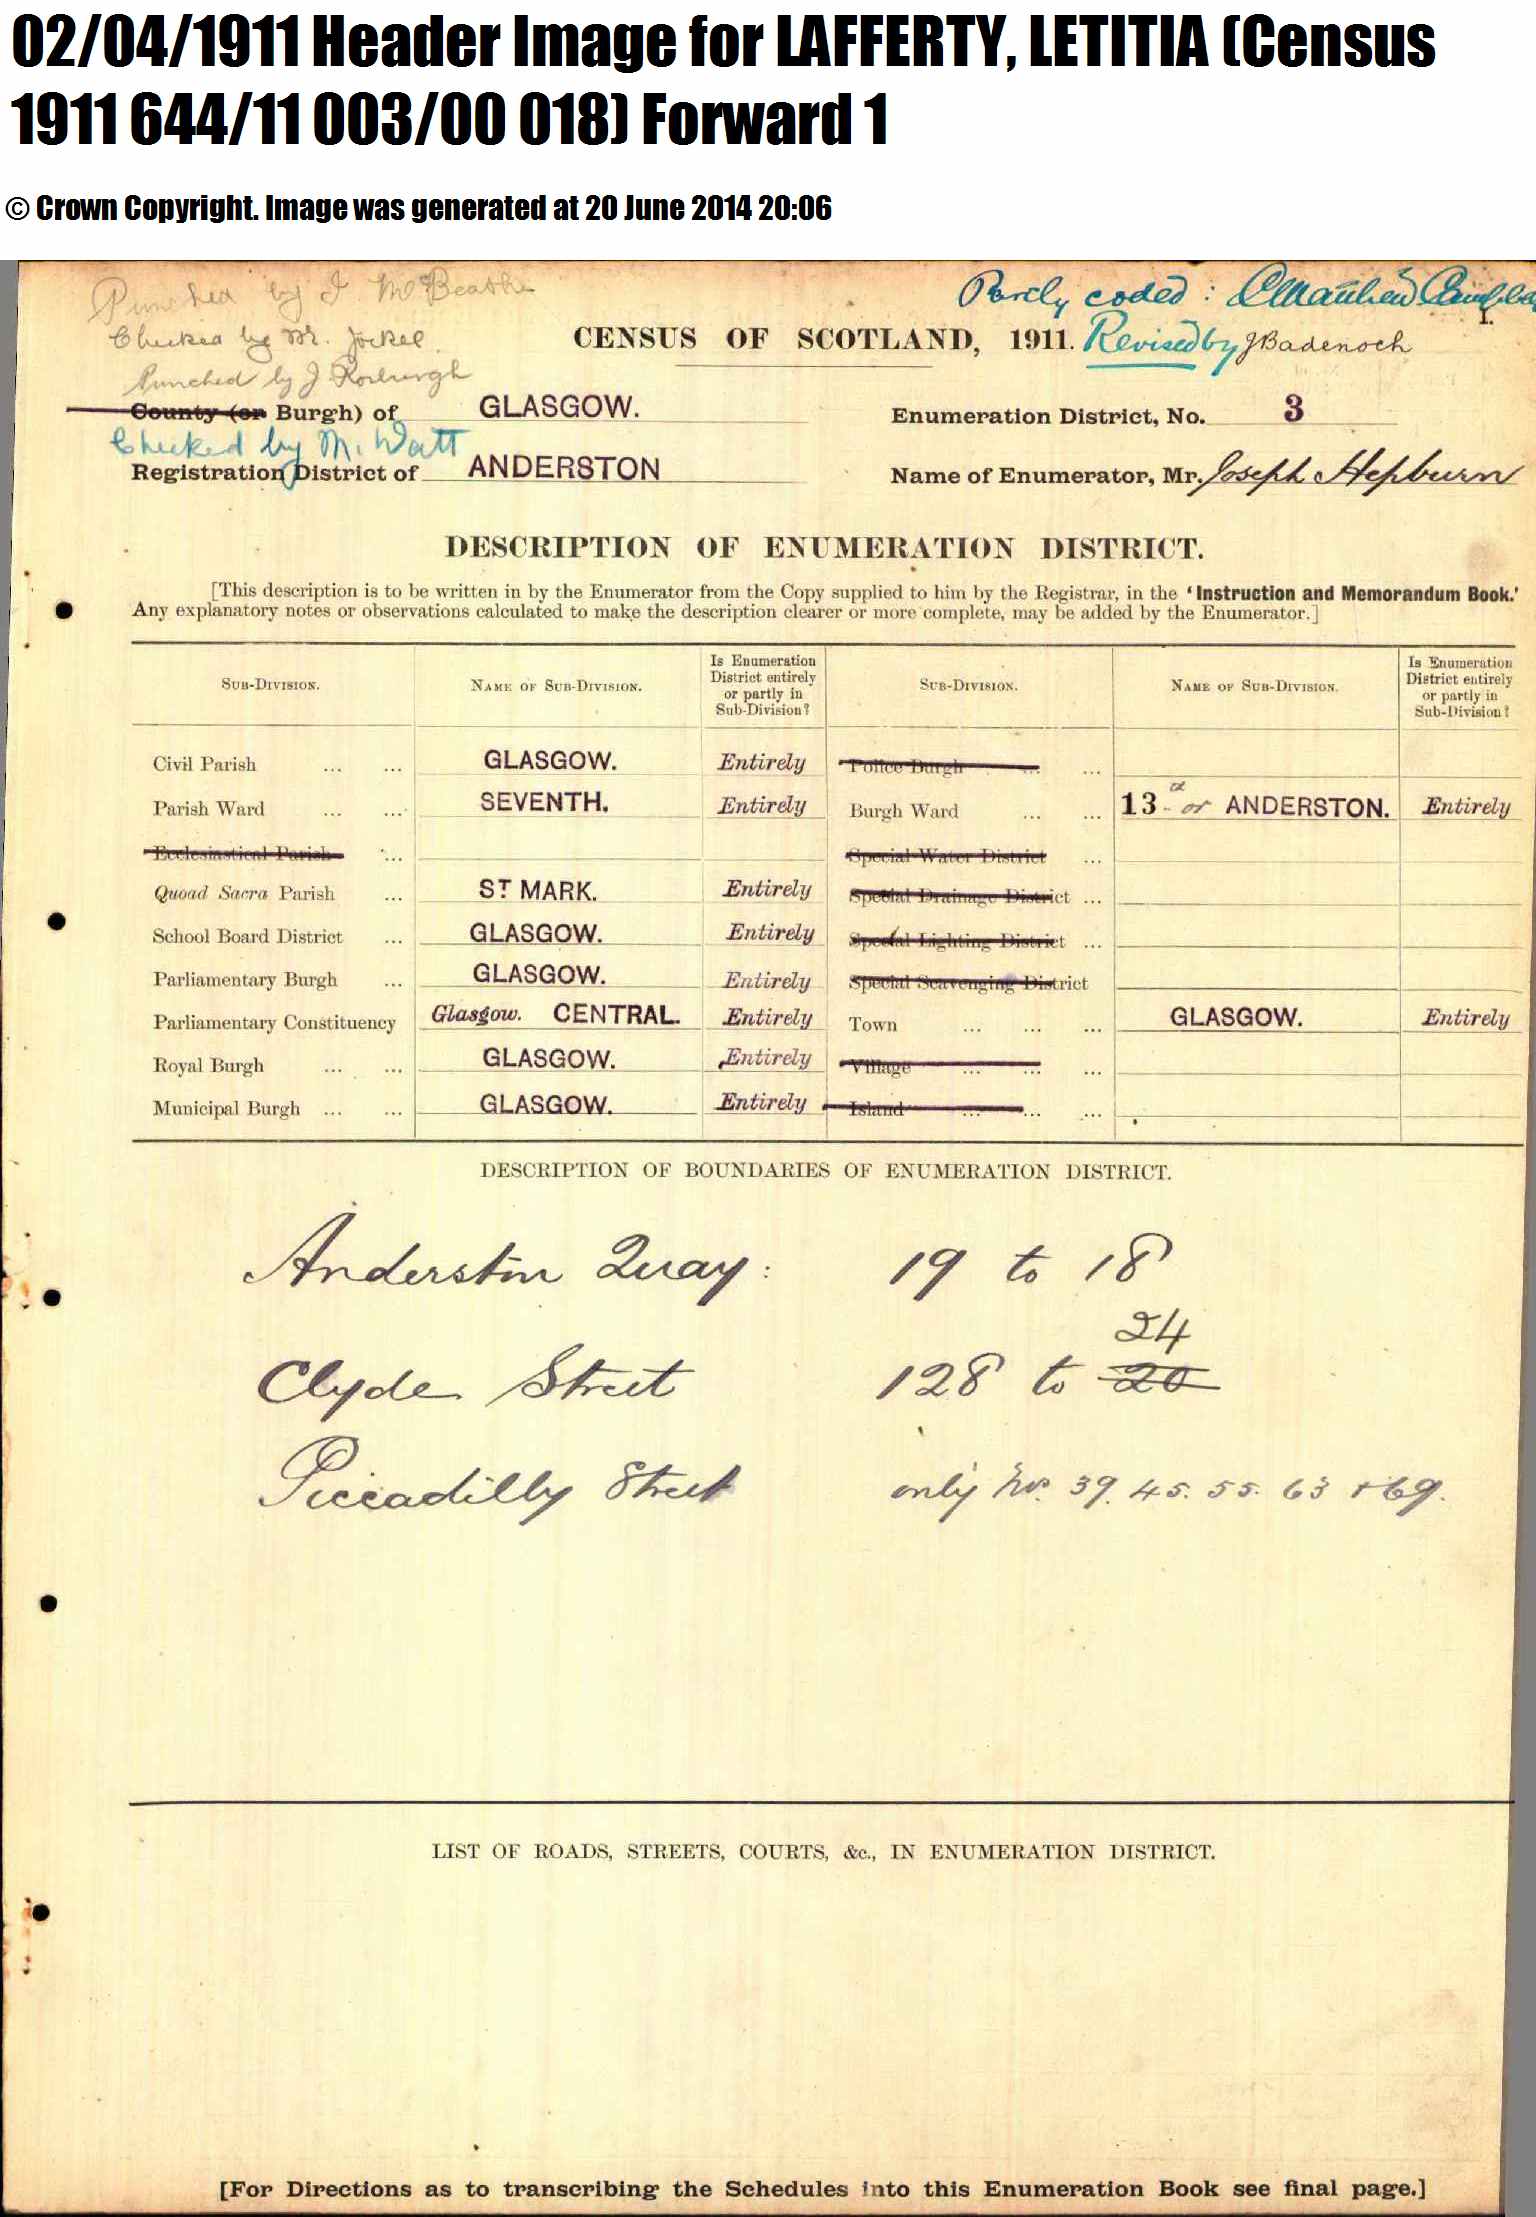 02/04/1911 Header Image for LAFFERTY, LETITIA (Census
1911 644/11 003/00 018) Forward 1
© Crown Copyright. Image was generated at 20 June 2014 20:06
Punched by J McBeath
Partly coded: Matthew Campbell
1.
Checked by Mr. Jockel.
CENSUS OF SCOTLAND, 1911. Revised by J Badenoch
Punched by J Roxburgh
County (or Burgh) of GLASGOW. Enumeration District, No. 3
Checked by M. Watt
Registration District of ANDERSTON Name of Enumerator, Mr. Joseph Hepburn
DESCRIPTION OF ENUMERATION DISTRICT.
[This description is to be written in by the Enumerator from the Copy supplied to him by the Registrar, in the 'Instruction and Memorandum Book.'
Any explanatory notes or observations calculated to make the description clearer or more complete, may be added by the Enumerator.]
SUB-DIVISION. NAME OF SUB-DIVISION. Is Enumeration District entirely or partly in Sub-Division? SUB-DIVISION. NAME OF SUB-DIVISION. Is Enumeration District entirely or partly in Sub-Division?
Civil Parish ... ... GLASGOW. Entirely Police Burgh ... ...
Parish Ward ... ... SEVENTH. Entirely Burgh Ward ... ... 13 or ANDERSTON. Entirely
Ecclesiastical Parish ... Special Water District ...
Quoad Sacra Parish ... ST MARK. Entirely Special Drainage District ...
School Board District ... GLASGOW. Entirely Special Lighting District ...
Parliamentary Burgh ... GLASGOW. Entirely Special Scavenging District
Parliamentary Constituency Glasgow. CENTRAL. Entirely Town ... ... ... GLASGOW. Entirely
Royal Burgh ... ... GLASGOW. Entirely Village ... ... ...
Municipal Burgh ... ... GLASGOW. Entirely Island ... ... ...
DESCRIPTION OF BOUNDARIES OF ENUMERATION DISTRICT.
Anderston Quay: 19 to 18
24
Clyde Street 128 to 20
Piccadilly Street only Nos. 39. 45. 55. 63 + 69.
LIST OF ROADS, STREETS, COURTS, &c., IN ENUMERATION DISTRICT.
[For Directions as to transcribing the Schedules into this Enumeration Book see final page.]